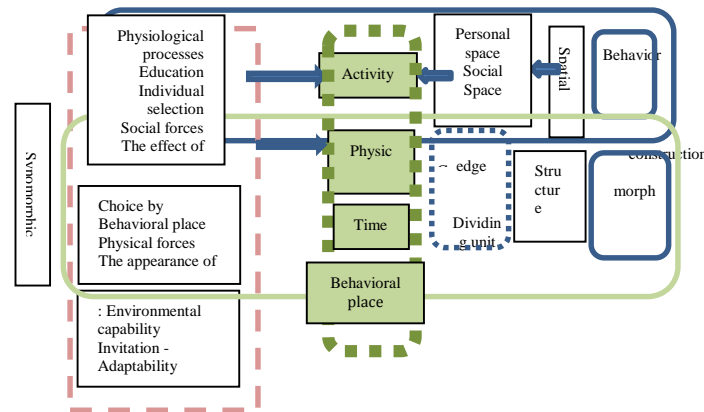 Synomorphic
Physiological
processes
Education
Individual
selection
Social forces
The effect of
Choice by
Behavioral place
Physical forces
The appearance of
: Environmental
capability
Invitation -
Adaptability
Activity
Physic
Time
Behavioral
place
Personal
space
Social
Space
Spatial
Behavior
edge
Dividin
g unit
Stru
ctur
e
construction
morph